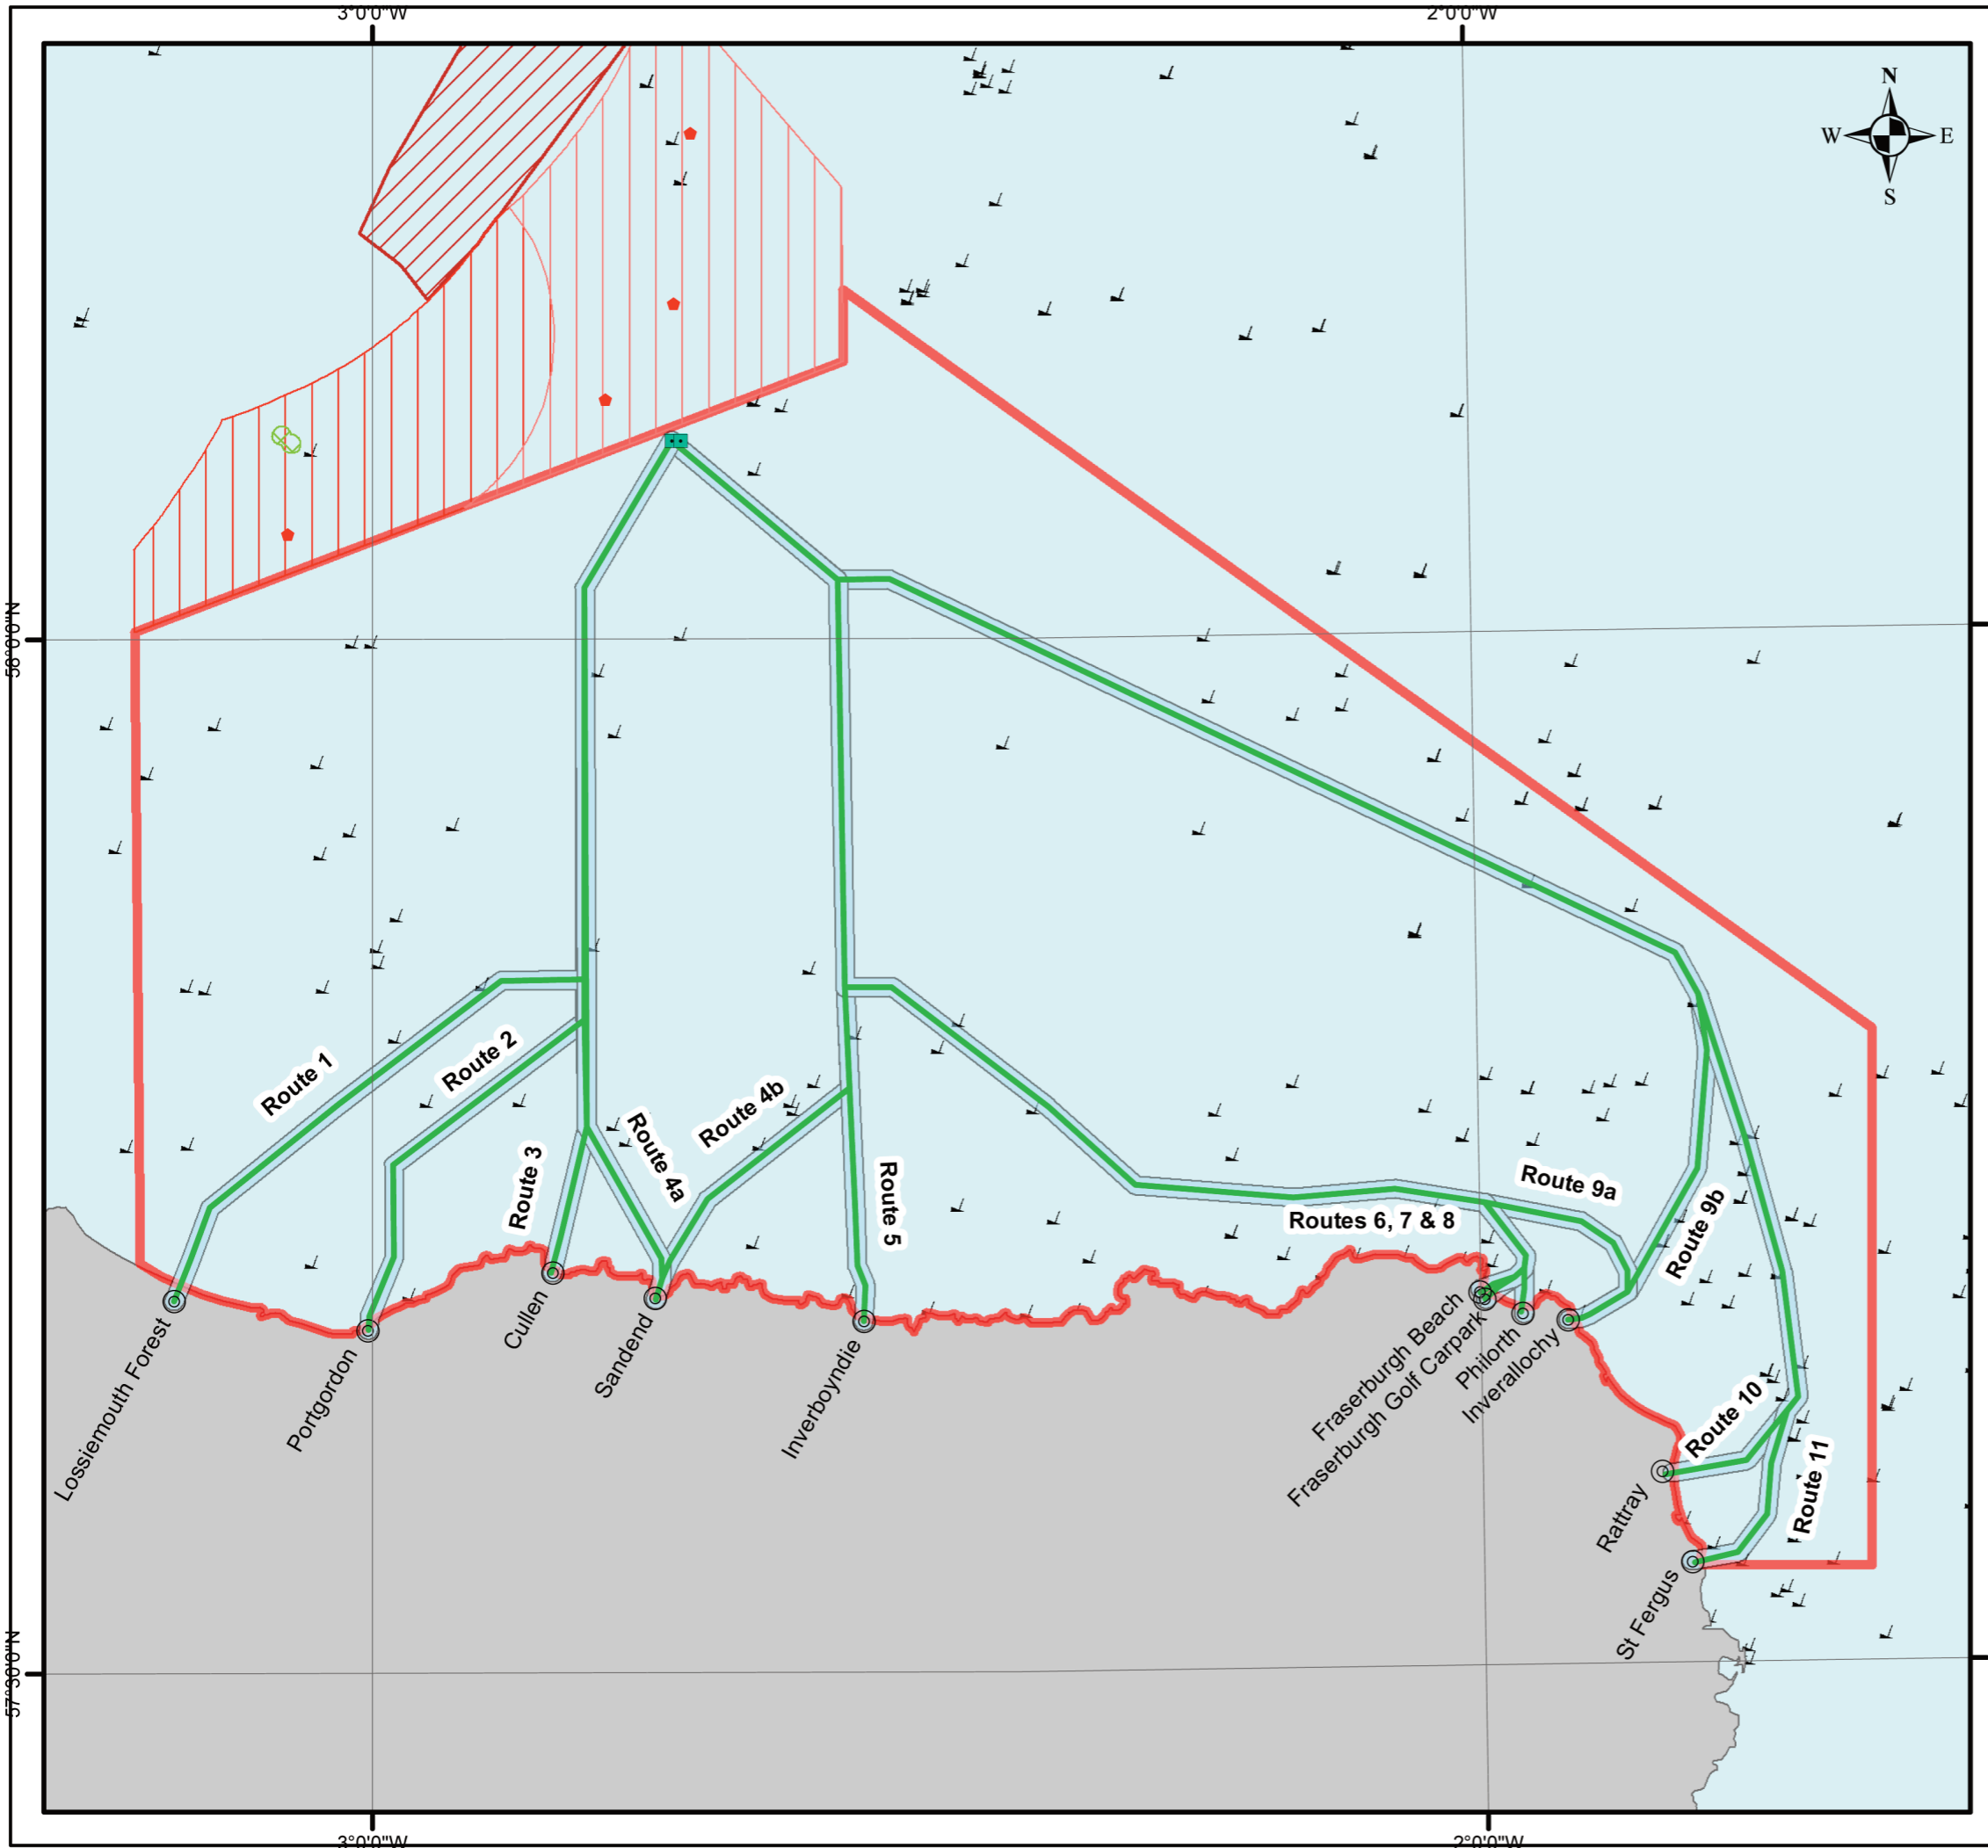 3°0'0"W
2°0'0"W
N
W
E
S
58°0'0"N
Route 1
Route 2
Route 3
Route 4a
Route 4b
Route 5
Routes 6, 7 & 8
Route 9a
Route 9b
Lossiemouth Forest
Portgordon
Cullen
Sandend
Inverboyndie
Fraserburgh Beach
Fraserburgh Golf Carpark
Philorth
Inverallochy
Route 10
Route 11
Rattray
St Fergus
57°30'0"N
3°0'0"W
2°0'0"W